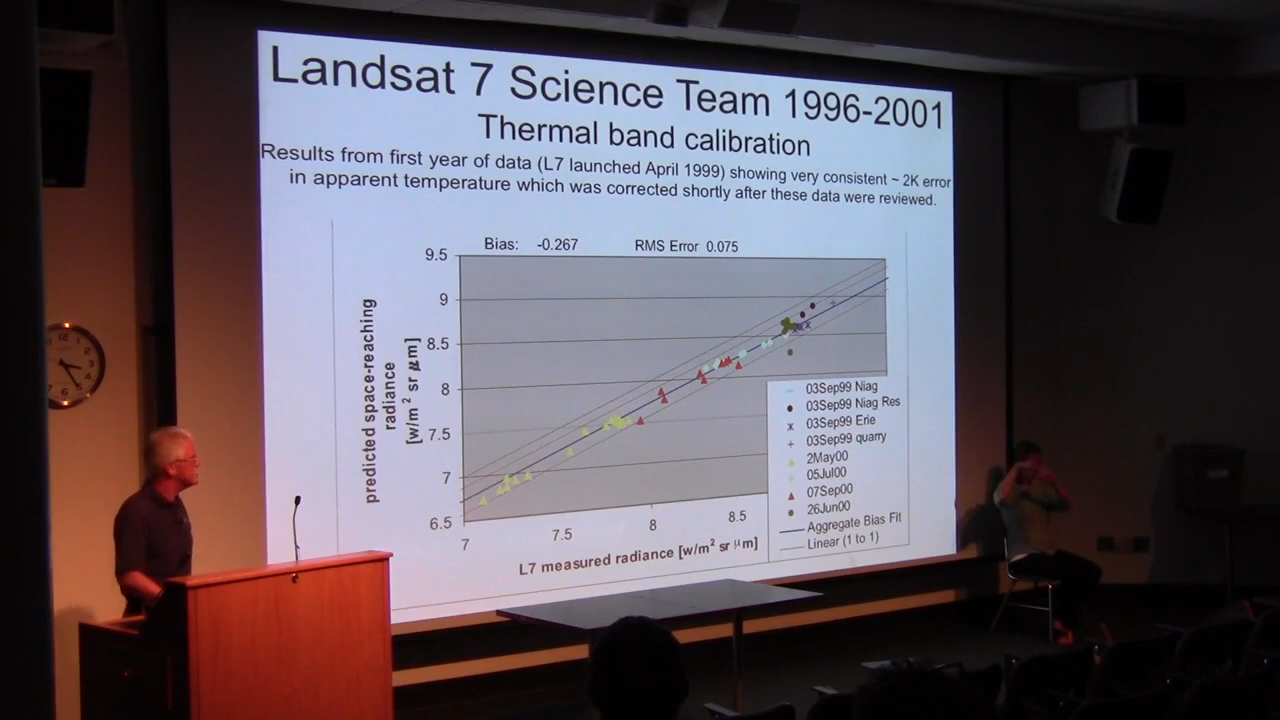 Landsat 7 Science Team 1996-2001
Thermal band calibration
Results from first year of data (L7 launched April 1999) showing very consistent ~ 2K error
in apparent temperature which was corrected shortly after these data were reviewed.
Bias: -0.267 RMS Error 0.075
9.5
9
8.5
8
7.5
7
6.5
predicted space-reaching
radiance
[w/m² sr µm]
7
7.5
8
8.5
L7 measured radiance [w/m² sr µm]
03Sep99 Niag
03Sep99 Niag Res
03Sep99 Erie
03Sep99 quarry
2May00
05Jul00
07Sep00
26Jun00
Aggregate Bias Fit
Linear (1 to 1)